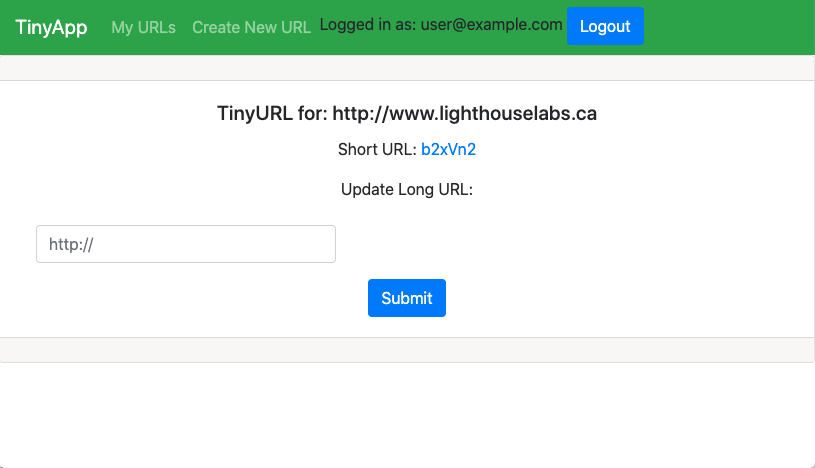 TinyApp My URLs Create New URL Logged in as: user@example.com Logout
TinyURL for: http://www.lighthouselabs.ca
Short URL: b2xVn2
Update Long URL:
http://
Submit